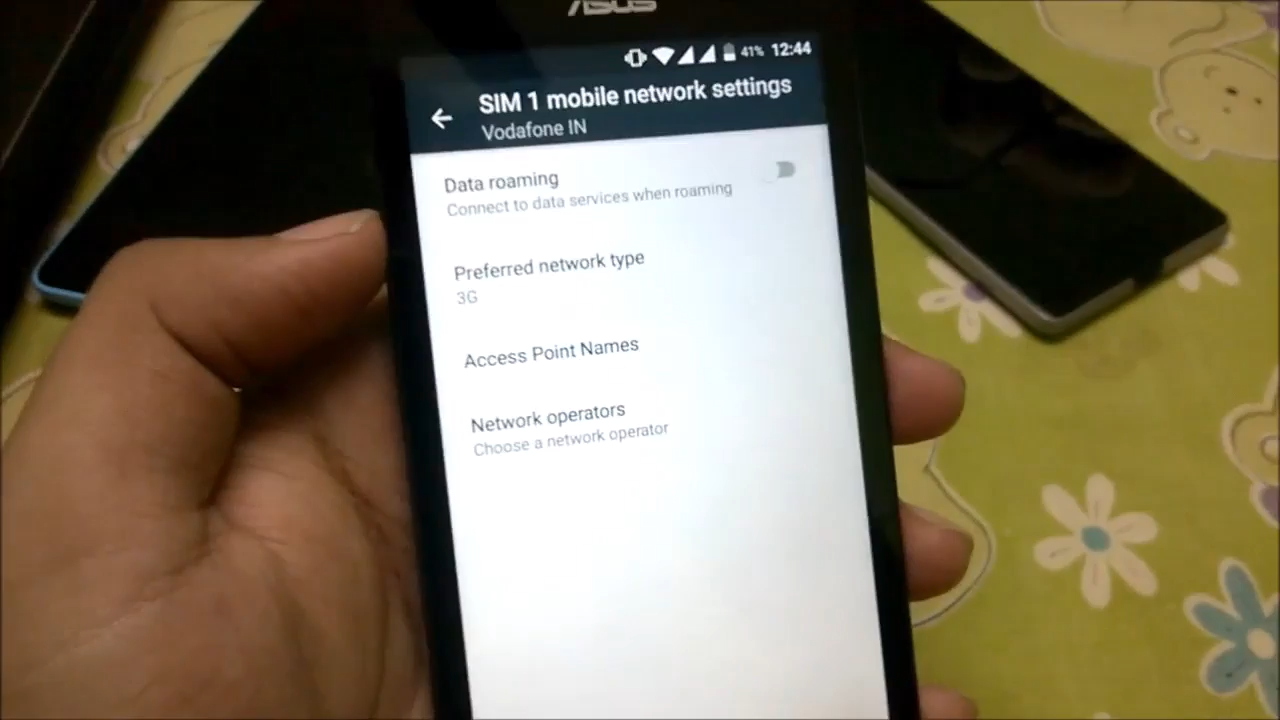 ASUS
41% 12:44
SIM 1 mobile network settings
Vodafone IN
Data roaming
Connect to data services when roaming
Preferred network type
3G
Access Point Names
Network operators
Choose a network operator